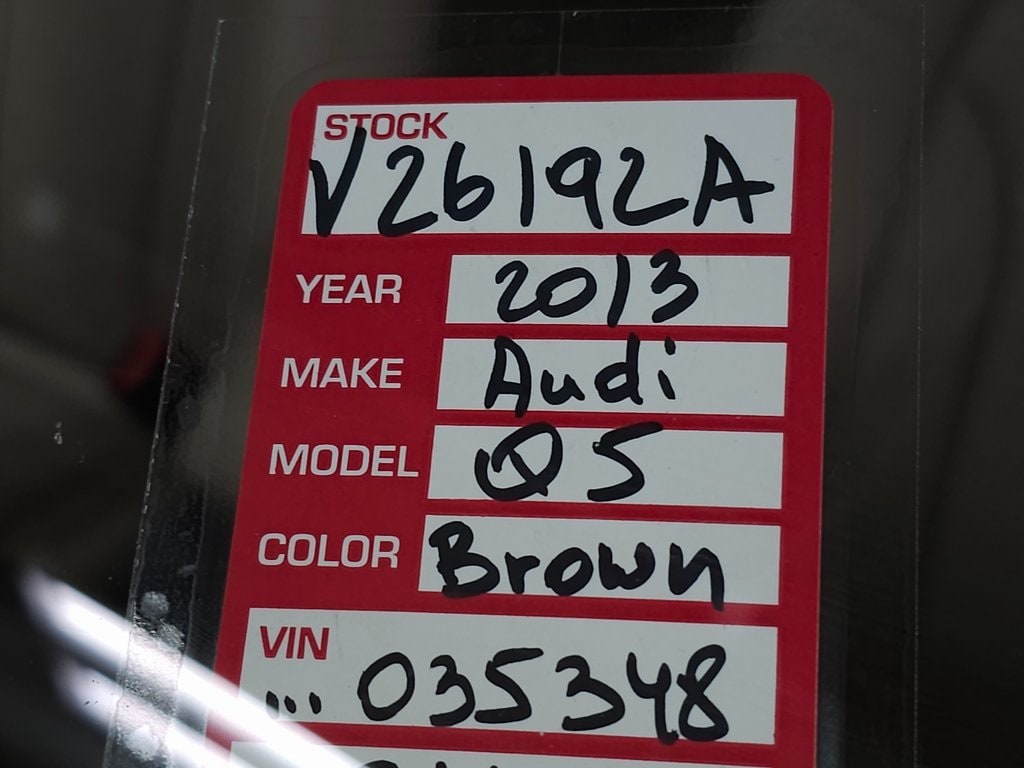 STOCK
V26192A
YEAR 2013
MAKE Audi
MODEL Q5
COLOR Brown
VIN
... 035348